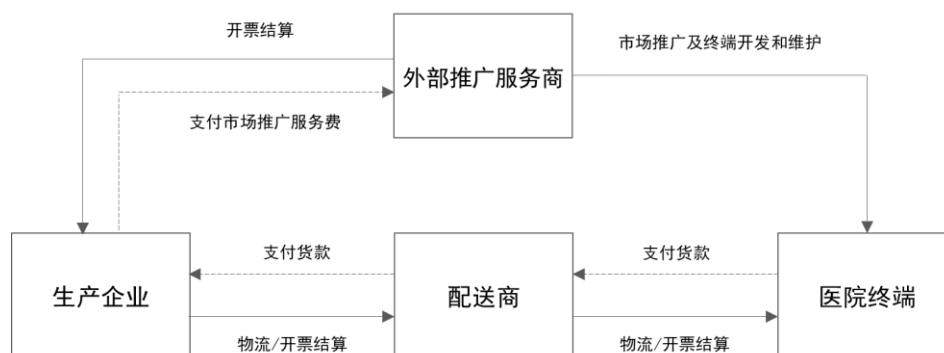 开票结算
市场推广及终端开发和维护
外部推广服务商
支付市场推广服务费
支付货款
支付货款
生产企业
配送商
医院终端
物流/开票结算
物流/开票结算